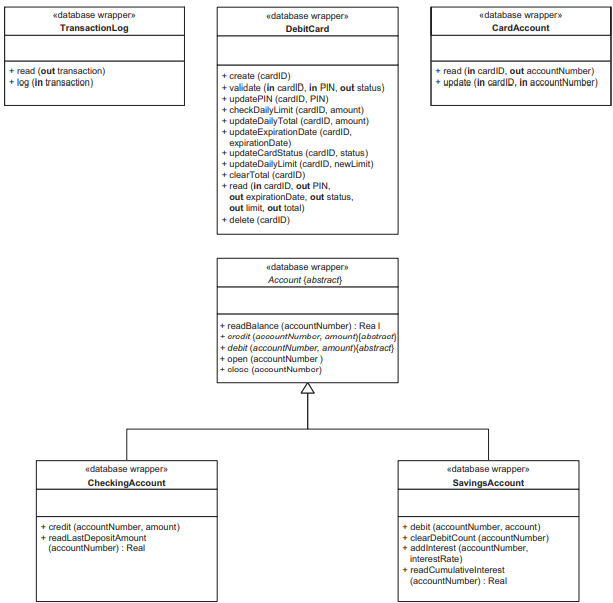 «database wrapper»
TransactionLog
+ read (out transaction)
+ log (in transaction)
«database wrapper»
DebitCard
+ create (cardID)
+ validate (in cardID, in PIN, out status)
+ updatePIN (cardID, PIN)
+ checkDailyLimit (cardID, amount)
+ updateDailyTotal (cardID, amount)
+ updateExpirationDate (cardID,
expirationDate)
+ updateCardStatus (cardID, status)
+ updateDailyLimit (cardID, newLimit)
+ clearTotal (cardID)
+ read (in cardID, out PIN,
out expirationDate, out status,
out limit, out total)
+ delete (cardID)
«database wrapper»
CardAccount
+ read (in cardID, out accountNumber)
+ update (in cardID, in accountNumber)
«database wrapper»
Account {abstract}
+ readBalance (accountNumber) : Rea l
+ credit (accountNumber, amount){abstract}
+ debit (accountNumber, amount){abstract}
+ open (accountNumber )
+ close (accountNumber)
«database wrapper»
CheckingAccount
+ credit (accountNumber, amount)
+ readLastDepositAmount
(accountNumber) : Real
«database wrapper»
SavingsAccount
+ debit (accountNumber, account)
+ clearDebitCount (accountNumber)
+ addInterest (accountNumber,
interestRate)
+ readCumulativeInterest
(accountNumber) : Real